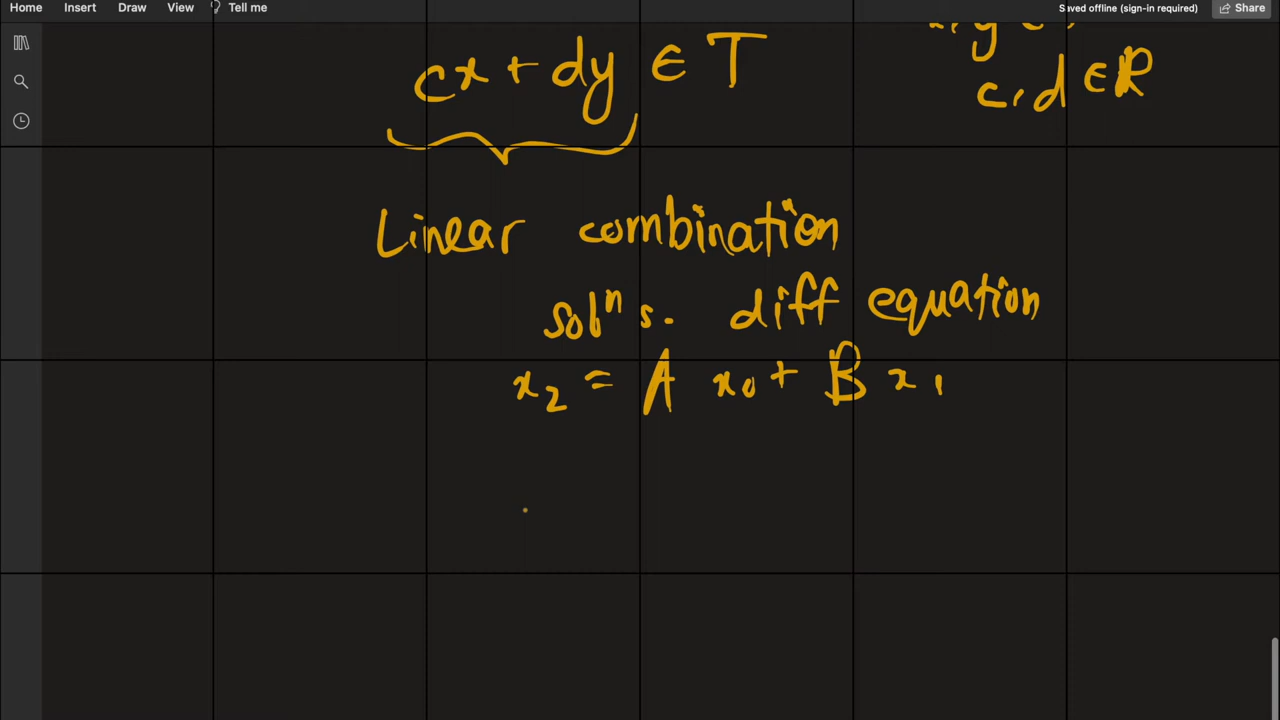 Home Insert Draw View Tell me Saved offline (sign-in required) Share
cx + dy ∈ T
c, d ∈ R
Linear combination
solⁿs. diff equation
x₂ = A x₀ + B x₁